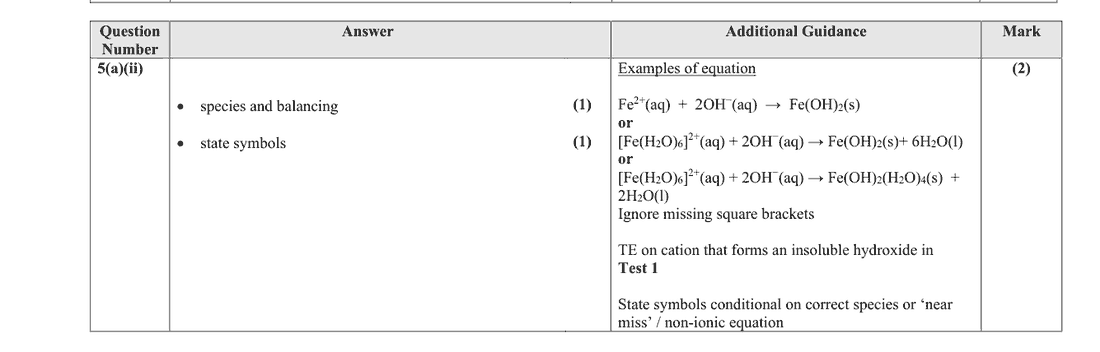 Question Number Answer Additional Guidance Mark
5(a)(ii) Examples of equation (2)
• species and balancing (1) Fe²⁺(aq) + 2OH⁻(aq) → Fe(OH)₂(s)
or
• state symbols (1) [Fe(H₂O)₆]²⁺(aq) + 2OH⁻(aq) → Fe(OH)₂(s)+ 6H₂O(l)
or
[Fe(H₂O)₆]²⁺(aq) + 2OH⁻(aq) → Fe(OH)₂(H₂O)₄(s) +
2H₂O(l)
Ignore missing square brackets
TE on cation that forms an insoluble hydroxide in
Test 1
State symbols conditional on correct species or ‘near
miss’ / non-ionic equation